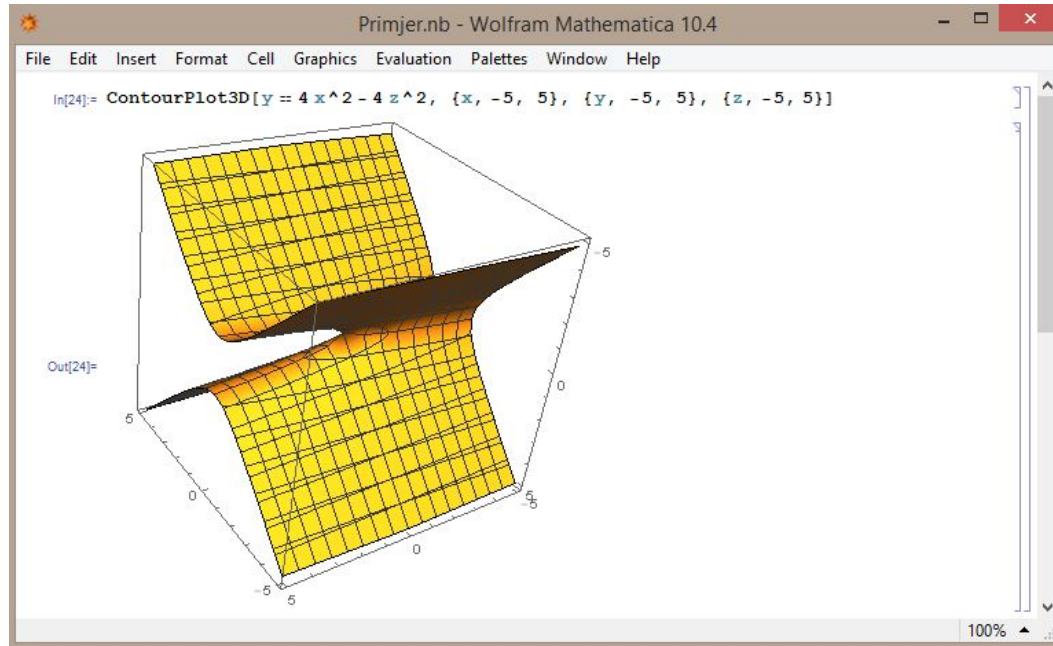 Primjer.nb - Wolfram Mathematica 10.4
File Edit Insert Format Cell Graphics Evaluation Palettes Window Help
In[24]:= ContourPlot3D[y == 4 x^2 - 4 z^2, {x, -5, 5}, {y, -5, 5}, {z, -5, 5}]
-5
Out[24]=
0
5
0
5
-5
0
-5
5
100%